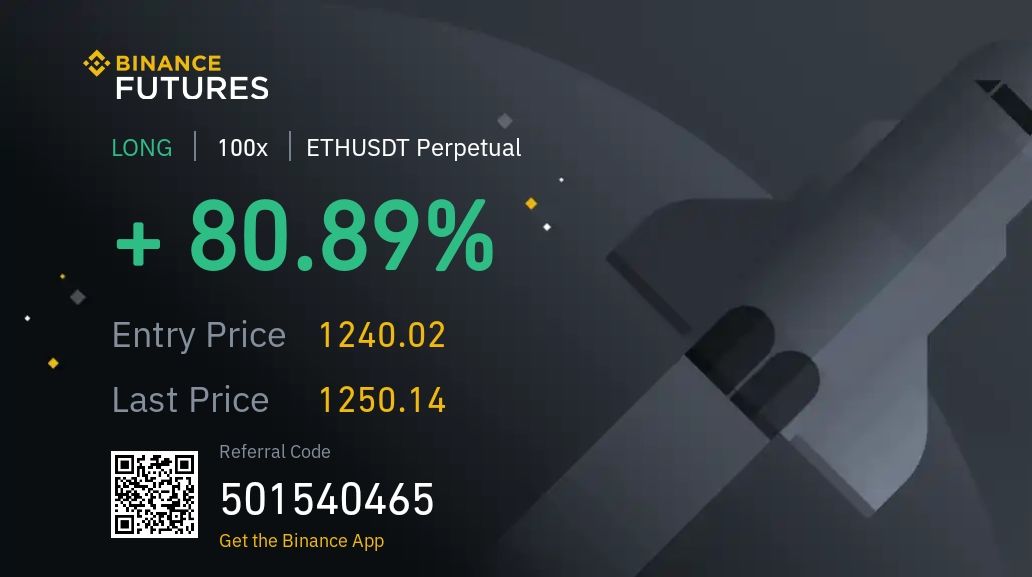 BINANCE
FUTURES
LONG | 100x | ETHUSDT Perpetual
+ 80.89%
Entry Price 1240.02
Last Price 1250.14
Referral Code
501540465
Get the Binance App